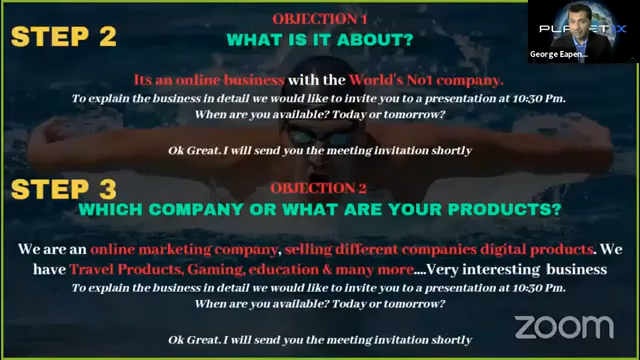 STEP 2
OBJECTION 1
WHAT IS IT ABOUT?
Its an online business with the World's No1 company.
To explain the business in detail we would like to invite you to a presentation at 10:30 Pm.
When are you available? Today or tomorrow?
Ok Great. I will send you the meeting invitation shortly
STEP 3
OBJECTION 2
WHICH COMPANY OR WHAT ARE YOUR PRODUCTS?
We are an online marketing company, selling different companies digital products. We
have Travel Products, Gaming, education & many more....Very interesting business
To explain the business in detail we would like to invite you to a presentation at 10:30 Pm.
When are you available? Today or tomorrow?
Ok Great. I will send you the meeting invitation shortly
George Eapen...
zoom